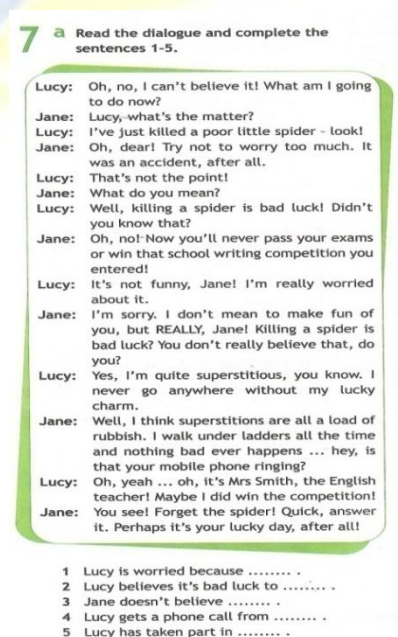 7 a Read the dialogue and complete the
sentences 1-5.
Lucy: Oh, no, I can't believe it! What am I going
to do now?
Jane: Lucy, what's the matter?
Lucy: I've just killed a poor little spider - look!
Jane: Oh, dear! Try not to worry too much. It
was an accident, after all.
Lucy: That's not the point!
Jane: What do you mean?
Lucy: Well, killing a spider is bad luck! Didn't
you know that?
Jane: Oh, no! Now you'll never pass your exams
or win that school writing competition you
entered!
Lucy: It's not funny, Jane! I'm really worried
about it.
Jane: I'm sorry. I don't mean to make fun of
you, but REALLY, Jane! Killing a spider is
bad luck? You don't really believe that, do
you?
Lucy: Yes, I'm quite superstitious, you know. I
never go anywhere without my lucky
charm.
Jane: Well, I think superstitions are all a load of
rubbish. I walk under ladders all the time
and nothing bad ever happens ... hey, is
that your mobile phone ringing?
Lucy: Oh, yeah ... oh, it's Mrs Smith, the English
teacher! Maybe I did win the competition!
Jane: You see! Forget the spider! Quick, answer
it. Perhaps it's your lucky day, after all!
1 Lucy is worried because ........ .
2 Lucy believes it's bad luck to ........ .
3 Jane doesn't believe ........ .
4 Lucy gets a phone call from ........ .
5 Lucy has taken part in ........ .